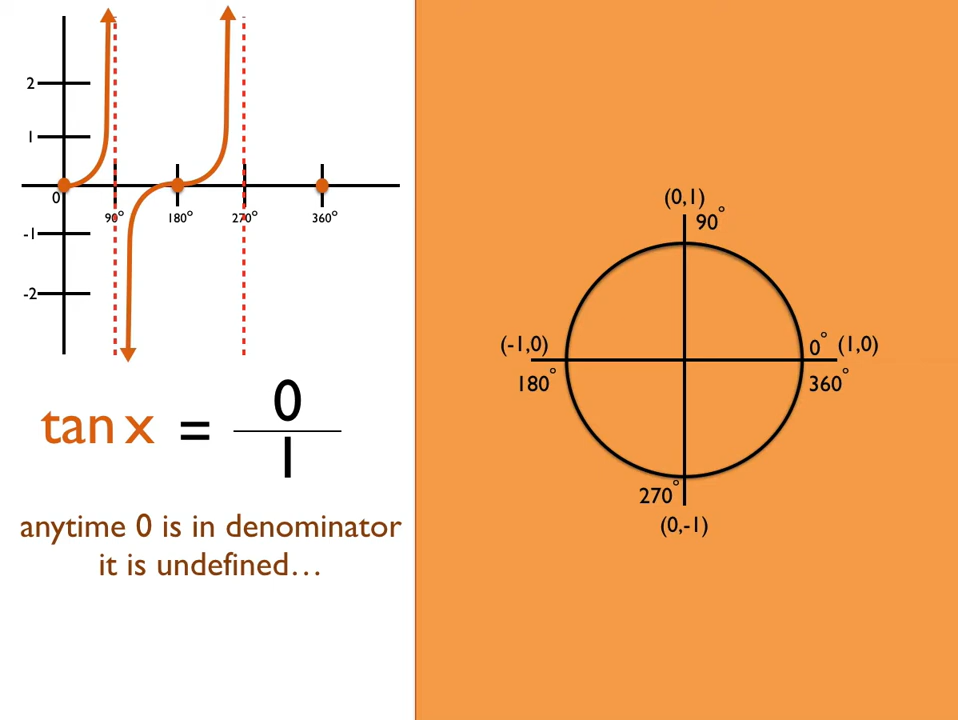 2
1
0
90° 180° 270° 360°
-1
-2
tan x = 0
1
anytime 0 is in denominator
it is undefined...
(0,1)
90°
(-1,0) 0° (1,0)
180° 360°
270°
(0,-1)